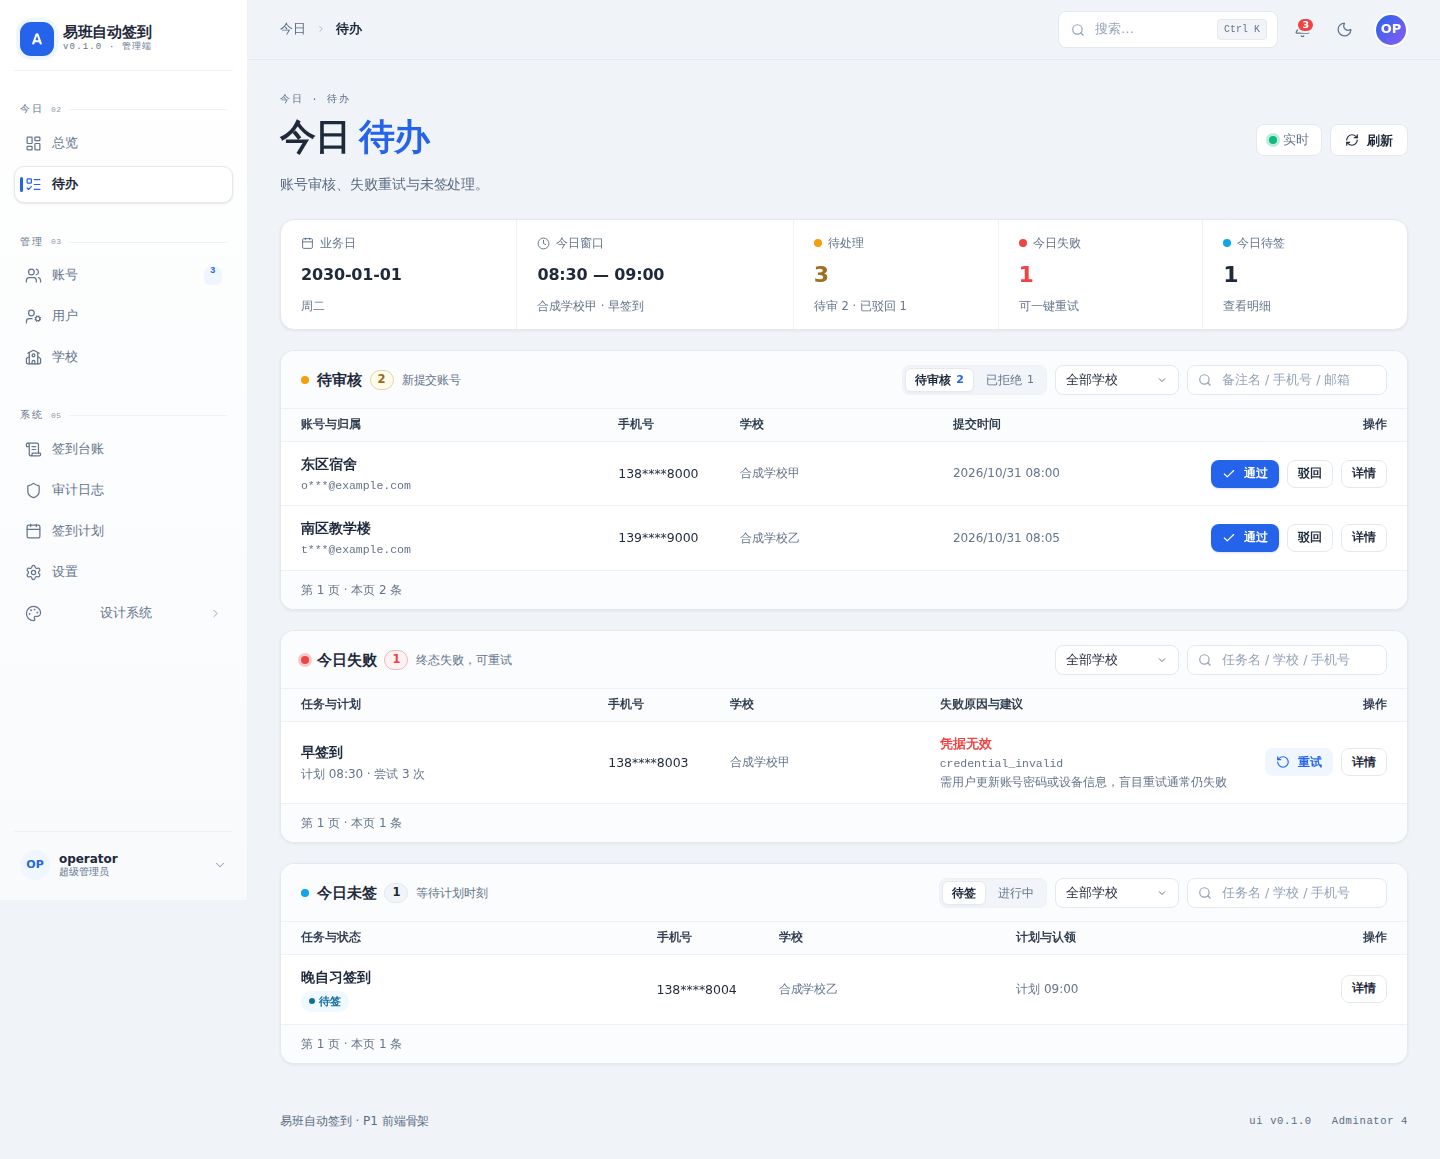 A
易班自动签到
v0.1.0 · 管理端
今日 02
总览
待办
管理 03
账号 3
用户
学校
系统 05
签到台账
审计日志
签到计划
设置
设计系统
OP
operator
超级管理员
今日 待办
搜索… Ctrl K
3
OP
今日 · 待办
今日 待办
账号审核、失败重试与未签处理。
实时
刷新
业务日
2030-01-01
周二
今日窗口
08:30 — 09:00
合成学校甲 · 早签到
待处理
3
待审 2 · 已驳回 1
今日失败
1
可一键重试
今日待签
1
查看明细
待审核 2 新提交账号 待审核 2 已拒绝 1 全部学校 备注名 / 手机号 / 邮箱
账号与归属 手机号 学校 提交时间 操作
东区宿舍
o***@example.com
138****8000 合成学校甲 2026/10/31 08:00 通过 驳回 详情
南区教学楼
t***@example.com
139****9000 合成学校乙 2026/10/31 08:05 通过 驳回 详情
第 1 页 · 本页 2 条
今日失败 1 终态失败，可重试 全部学校 任务名 / 学校 / 手机号
任务与计划 手机号 学校 失败原因与建议 操作
早签到
计划 08:30 · 尝试 3 次
138****8003 合成学校甲
凭据无效
credential_invalid
需用户更新账号密码或设备信息，盲目重试通常仍失败
重试 详情
第 1 页 · 本页 1 条
今日未签 1 等待计划时刻 待签 进行中 全部学校 任务名 / 学校 / 手机号
任务与状态 手机号 学校 计划与认领 操作
晚自习签到
待签
138****8004 合成学校乙 计划 09:00 详情
第 1 页 · 本页 1 条
易班自动签到 · P1 前端骨架
ui v0.1.0 Adminator 4